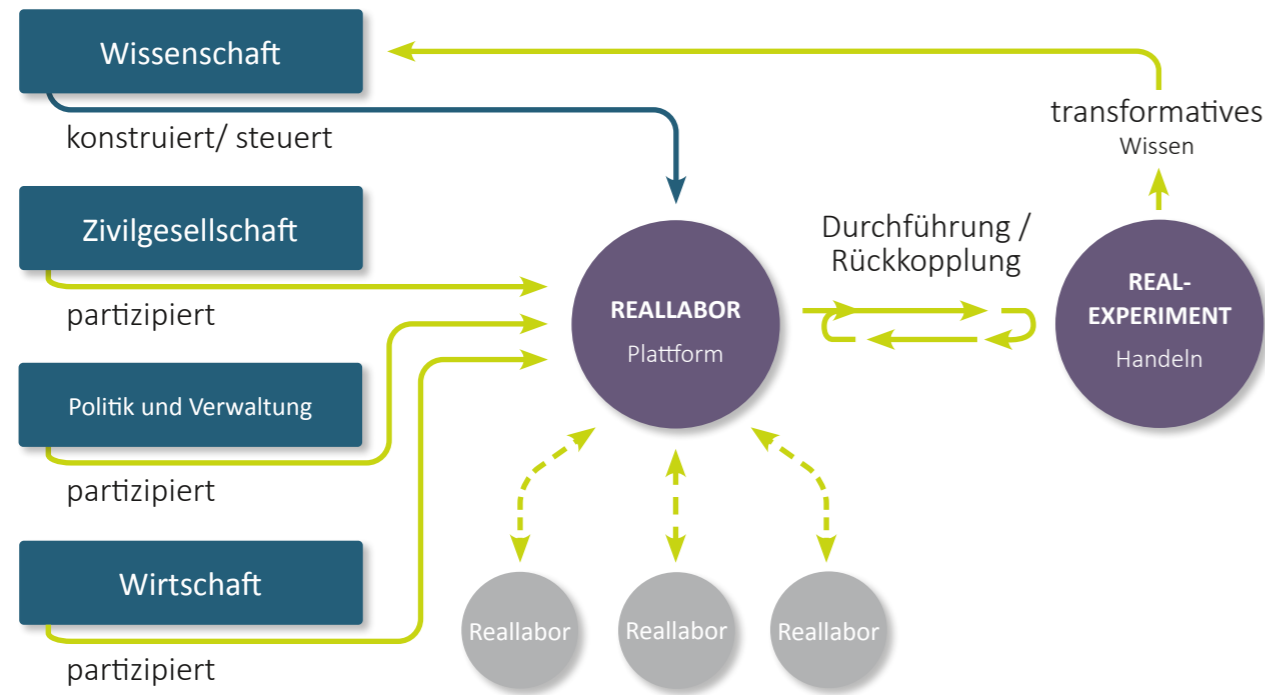 Wissenschaft
konstruiert/ steuert
Zivilgesellschaft
partizipiert
Politik und Verwaltung
partizipiert
Wirtschaft
partizipiert
REALLABOR
Plattform
Durchführung /
Rückkopplung
REAL-
EXPERIMENT
Handeln
transformatives
Wissen
Reallabor
Reallabor
Reallabor